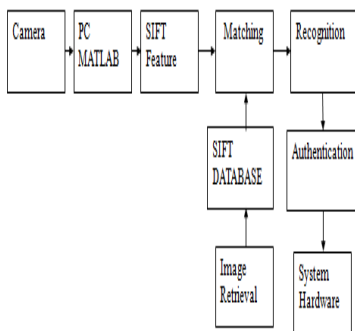 Camera
PC
MATLAB
SIFT
Feature
Matching
Recognition
SIFT
DATABASE
Authentication
Image
Retrieval
System
Hardware